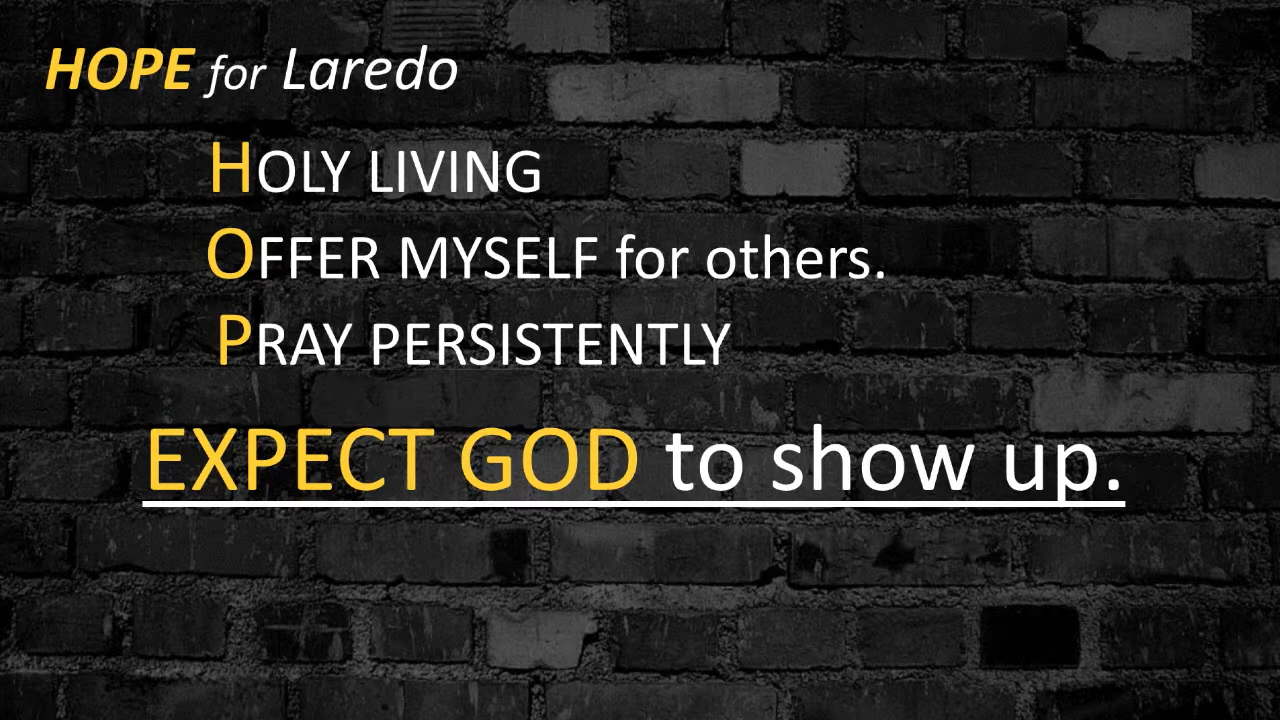 HOPE for Laredo
HOLY LIVING
OFFER MYSELF for others.
PRAY PERSISTENTLY
EXPECT GOD to show up.